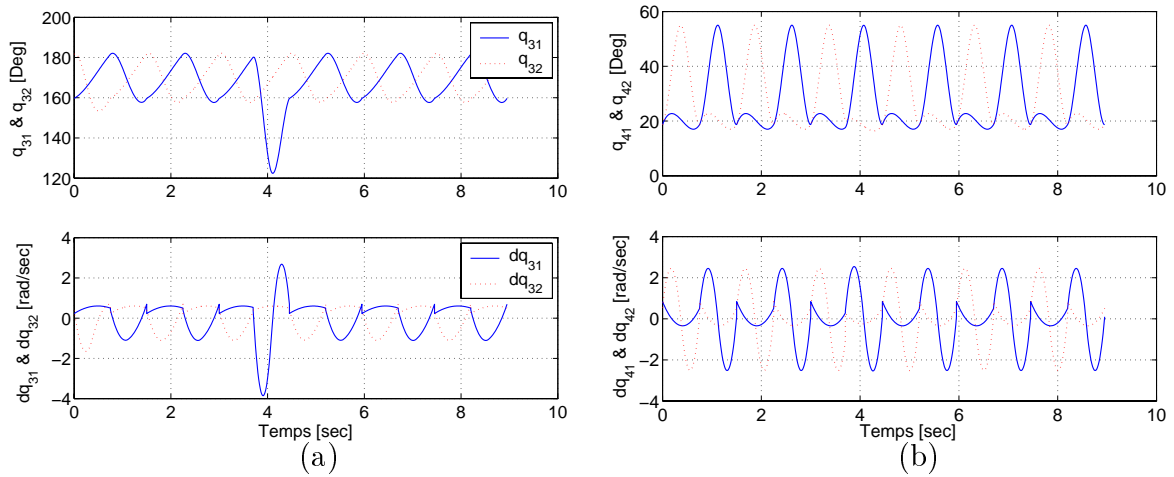 200
180
160
140
120
q31 & q32 [Deg]
q31
q32
0 2 4 6 8 10
4
2
0
−2
−4
dq31 & dq32 [rad/sec]
dq31
dq32
0 2 4 6 8 10
Temps [sec]
(a)
60
40
20
0
q41 & q42 [Deg]
0 2 4 6 8 10
4
2
0
−2
−4
dq41 & dq42 [rad/sec]
0 2 4 6 8 10
Temps [sec]
(b)